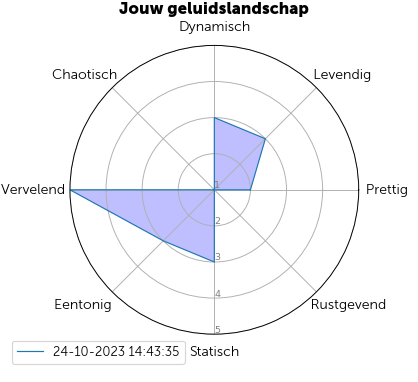 Jouw geluidslandschap
Dynamisch
Chaotisch
Levendig
Vervelend
1
Prettig
2
3
4
5
Eentonig
Rustgevend
24-10-2023 14:43:35
Statisch